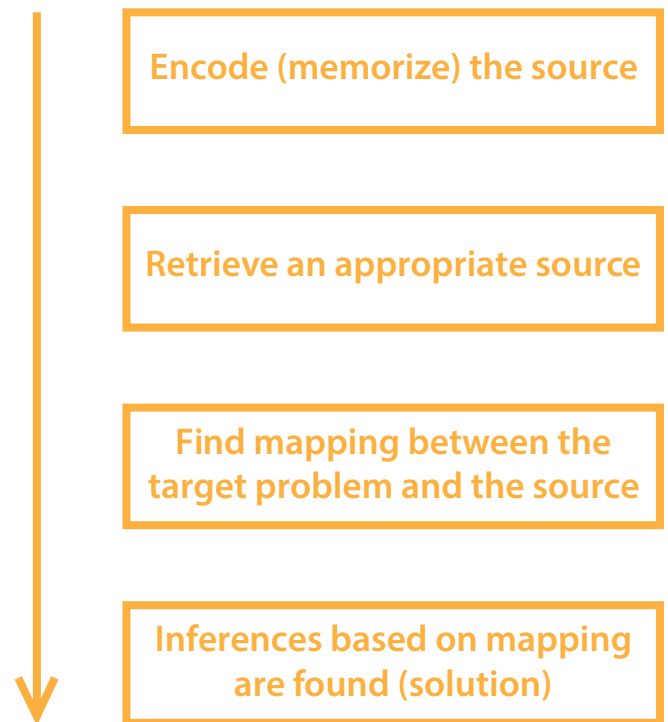 Encode (memorize) the source
Retrieve an appropriate source
Find mapping between the
target problem and the source
Inferences based on mapping
are found (solution)